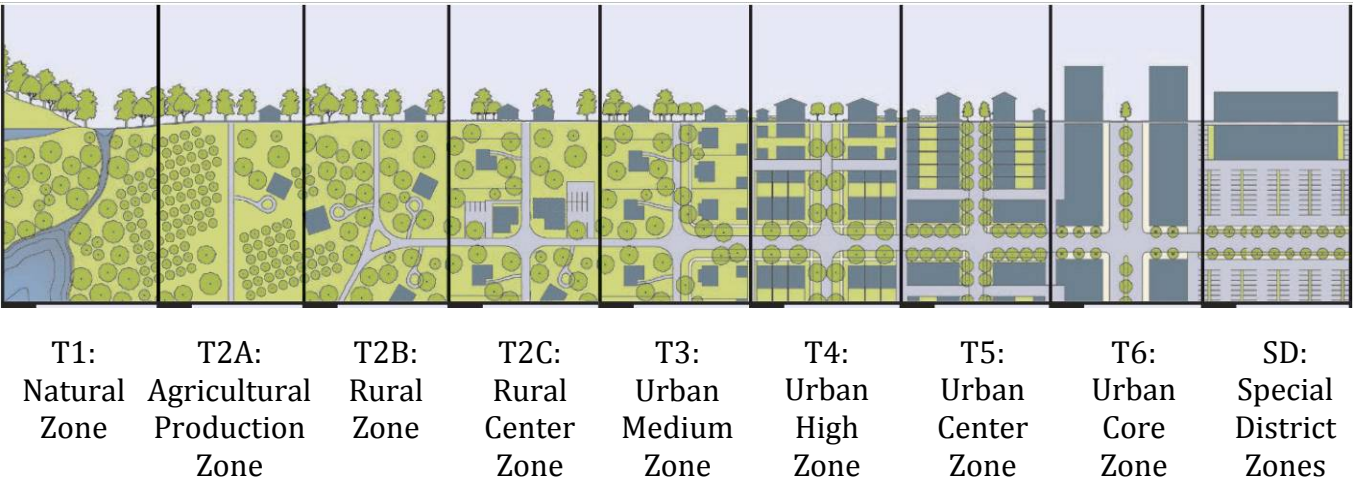 T1:
Natural
Zone
T2A:
Agricultural
Production
Zone
T2B:
Rural
Zone
T2C:
Rural
Center
Zone
T3:
Urban
Medium
Zone
T4:
Urban
High
Zone
T5:
Urban
Center
Zone
T6:
Urban
Core
Zone
SD:
Special
District
Zones